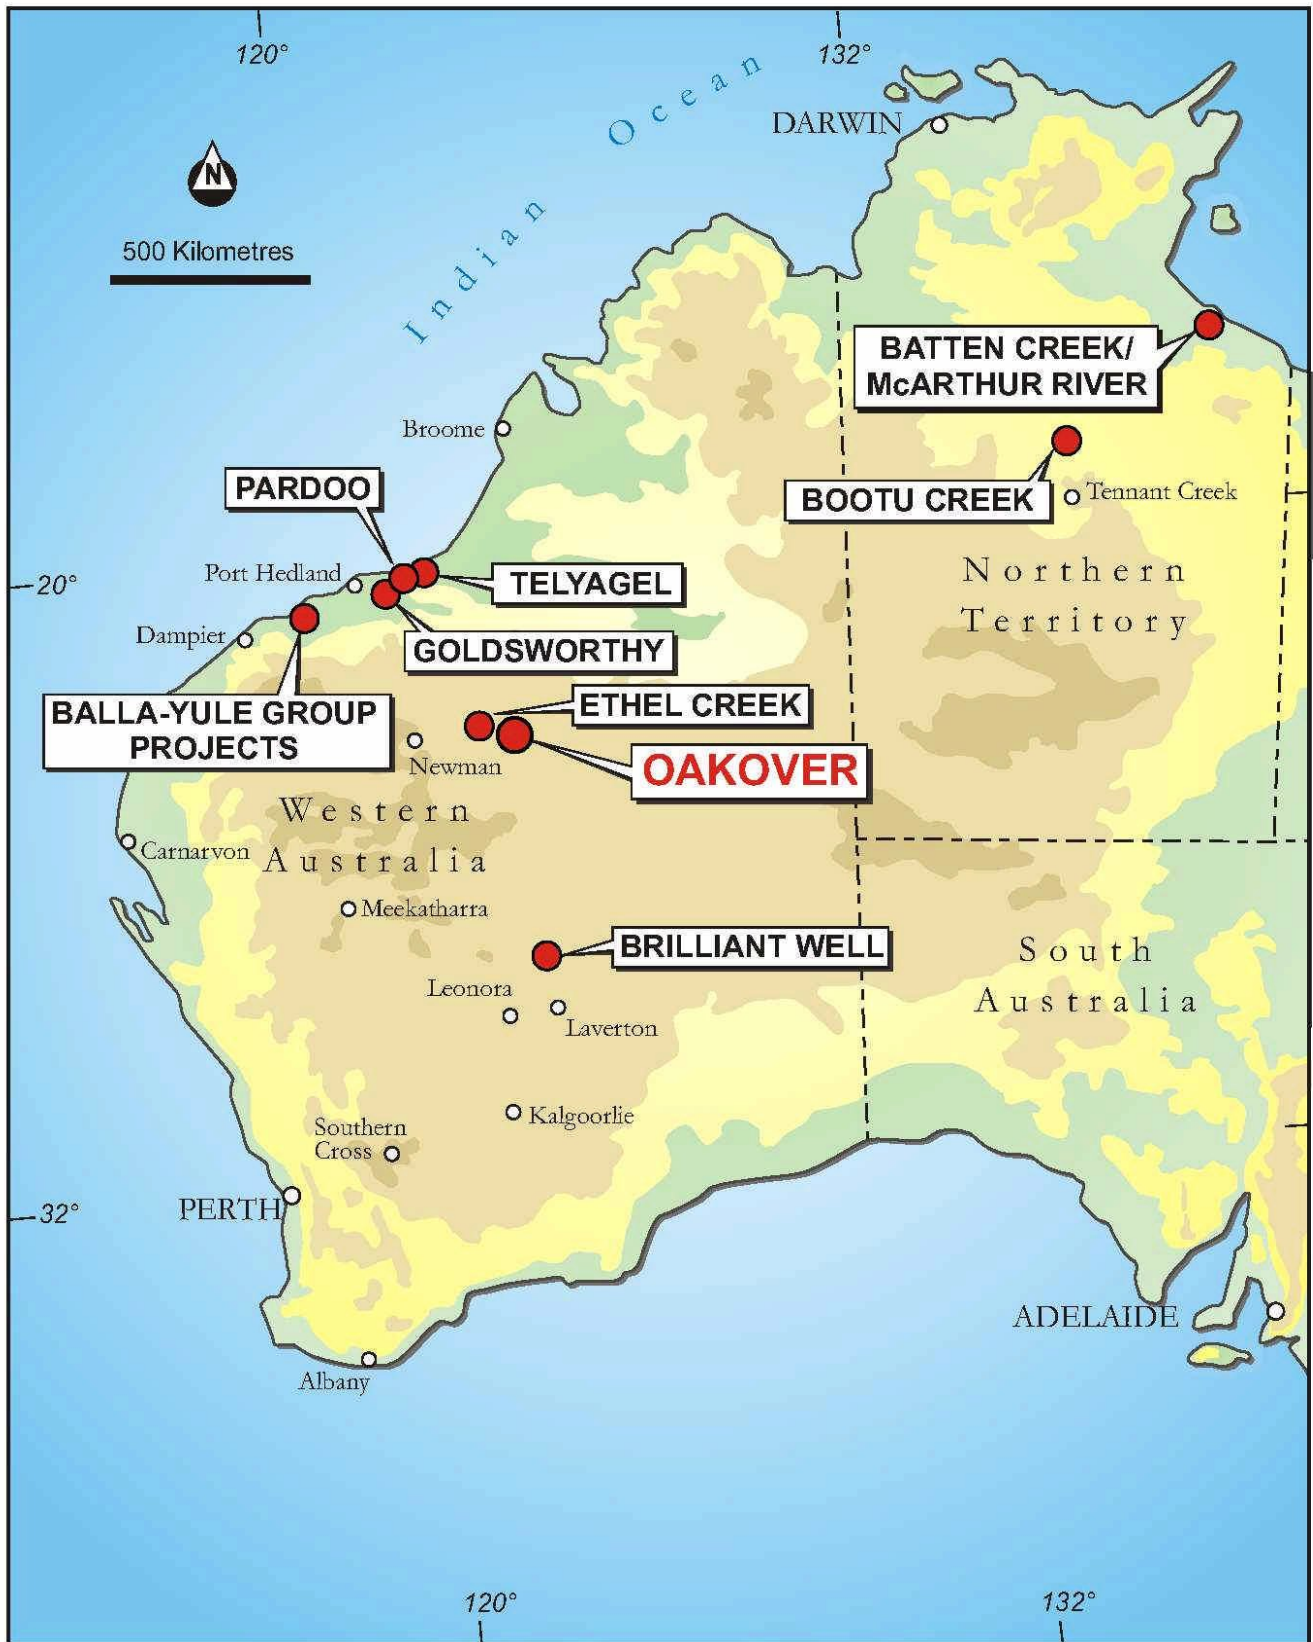 120°
132°
Indian Ocean
DARWIN
N
500 Kilometres
BATTEN CREEK/
McARTHUR RIVER
Broome
PARDOO
BOOTU CREEK
Tennant Creek
Port Hedland
20°
TELYAGEL
Northern
Territory
Dampier
GOLDSWORTHY
BALLA-YULE GROUP
PROJECTS
ETHEL CREEK
Newman
OAKOVER
Western
Australia
Carnarvon
Meekatharra
BRILLIANT WELL
South
Australia
Leonora
Laverton
Kalgoorlie
Southern
Cross
PERTH
32°
ADELAIDE
Albany
120°
132°